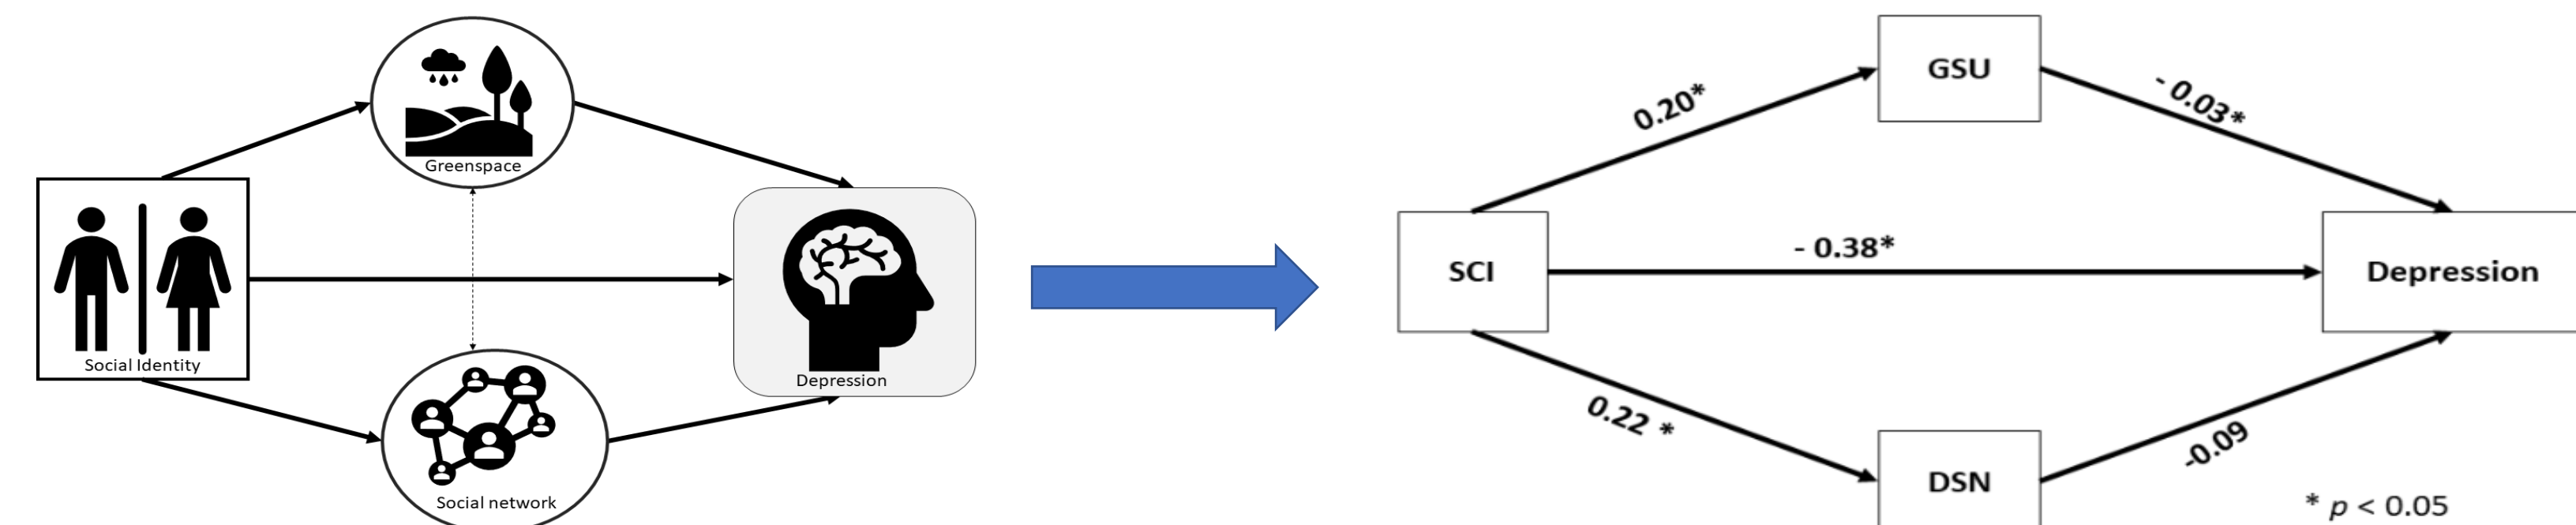 Greenspace
Social Identity
Depression
Social network
GSU
0.20*
- 0.03*
SCI
- 0.38*
Depression
0.22 *
-0.09
DSN
* p < 0.05